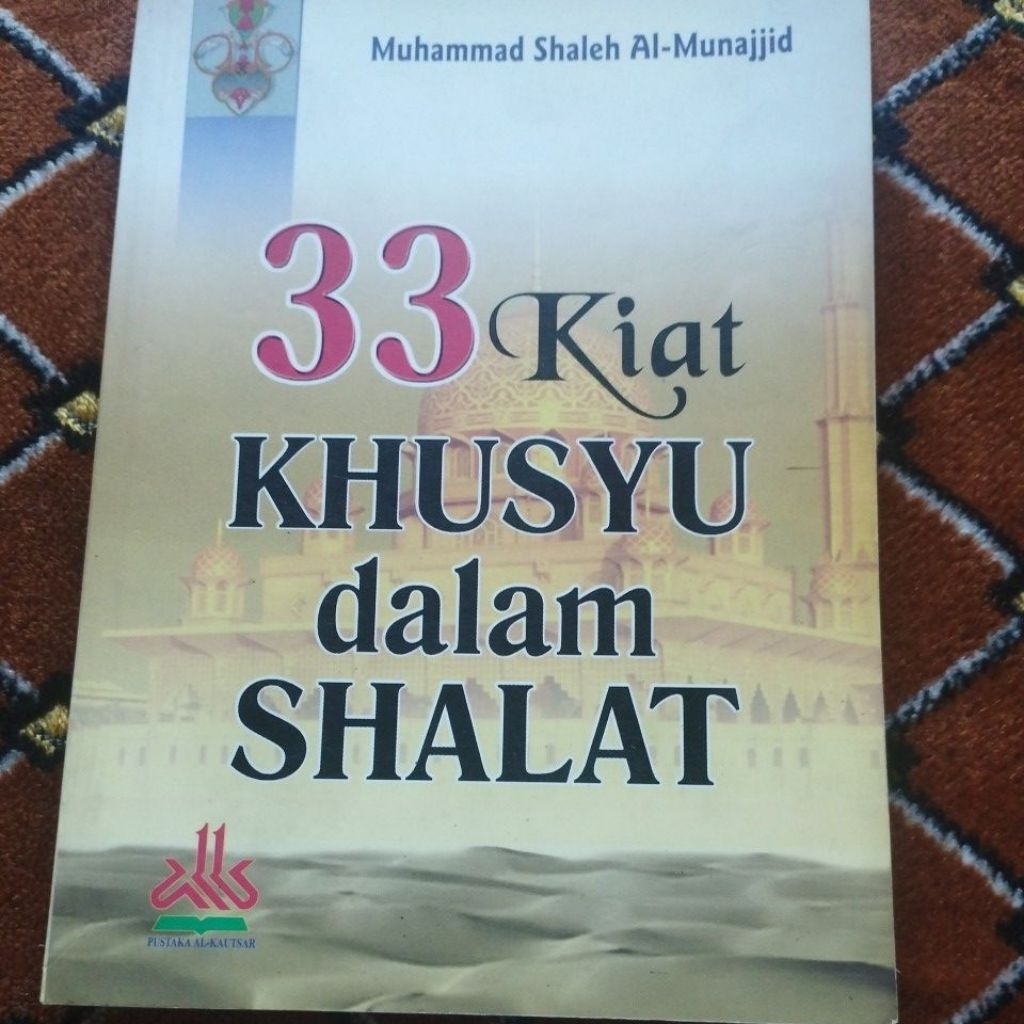 Muhammad Shaleh Al-Munajjid
33 Kiat
KHUSYU
dalam
SHALAT
PUSTAKA AL-KAUTSAR